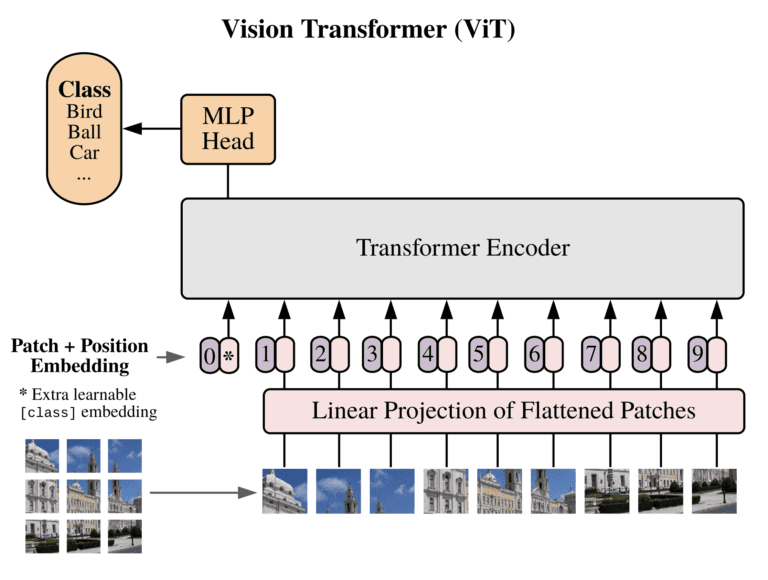 Vision Transformer (ViT)
Class
Bird
Ball
Car
...
MLP
Head
Transformer Encoder
Patch + Position
Embedding
0 * 1 2 3 4 5 6 7 8 9
* Extra learnable
[class] embedding
Linear Projection of Flattened Patches